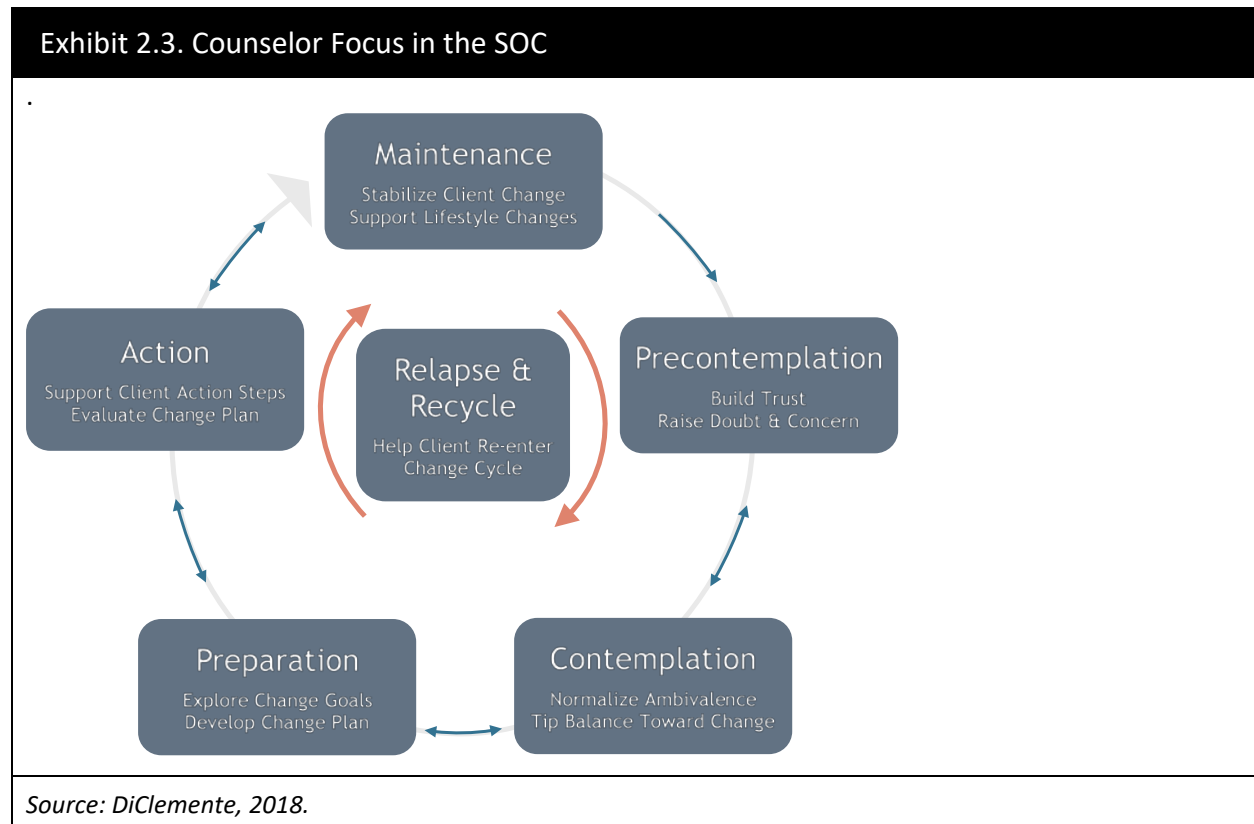 Exhibit 2.3. Counselor Focus in the SOC
.
Maintenance
Stabilize Client Change
Support Lifestyle Changes
Action
Support Client Action Steps
Evaluate Change Plan
Relapse &
Recycle
Help Client Re-enter
Change Cycle
Precontemplation
Build Trust
Raise Doubt & Concern
Preparation
Explore Change Goals
Develop Change Plan
Contemplation
Normalize Ambivalence
Tip Balance Toward Change
Source: DiClemente, 2018.